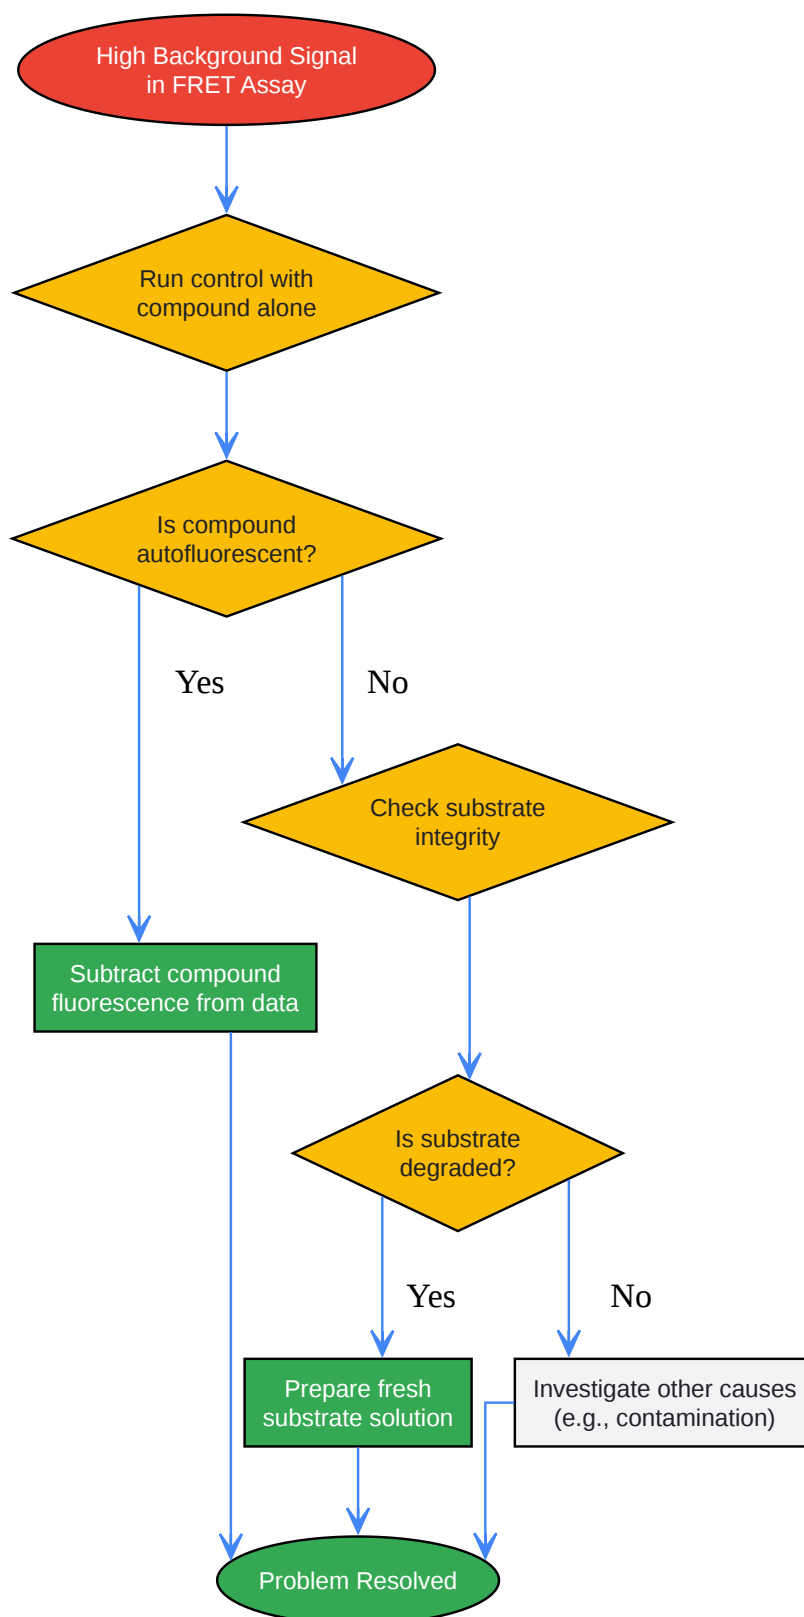 High Background Signal
in FRET Assay
Run control with
compound alone
Is compound
autofluorescent?
Yes
No
Check substrate
integrity
Subtract compound
fluorescence from data
Is substrate
degraded?
Yes
No
Prepare fresh
substrate solution
Investigate other causes
(e.g., contamination)
Problem Resolved